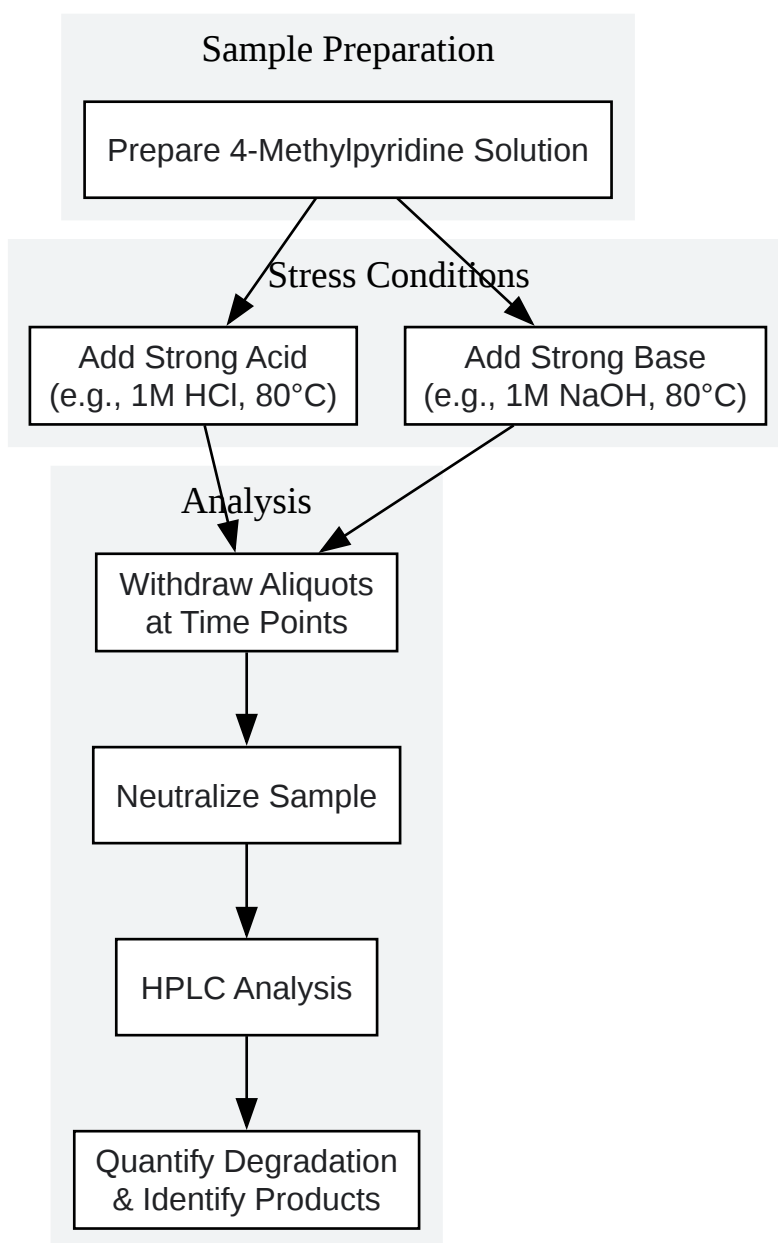 Sample Preparation
Prepare 4-Methylpyridine Solution
Stress Conditions
Add Strong Acid
(e.g., 1M HCl, 80°C)
Add Strong Base
(e.g., 1M NaOH, 80°C)
Analysis
Withdraw Aliquots
at Time Points
Neutralize Sample
HPLC Analysis
Quantify Degradation
& Identify Products